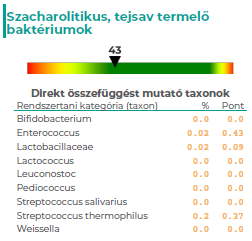 Szacharolitikus, tejsav termelő
baktériumok
43
Direkt összefüggést mutató taxonok
Rendszertani kategória (taxon) % Pont
Bifidobacterium 0.0 0.0
Enterococcus 0.02 0.43
Lactobacillaceae 0.02 0.09
Lactococcus 0.0 0.0
Leuconostoc 0.0 0.0
Pediococcus 0.0 0.0
Streptococcus salivarius 0.0 0.0
Streptococcus thermophilus 0.2 0.37
Weissella 0.0 0.0